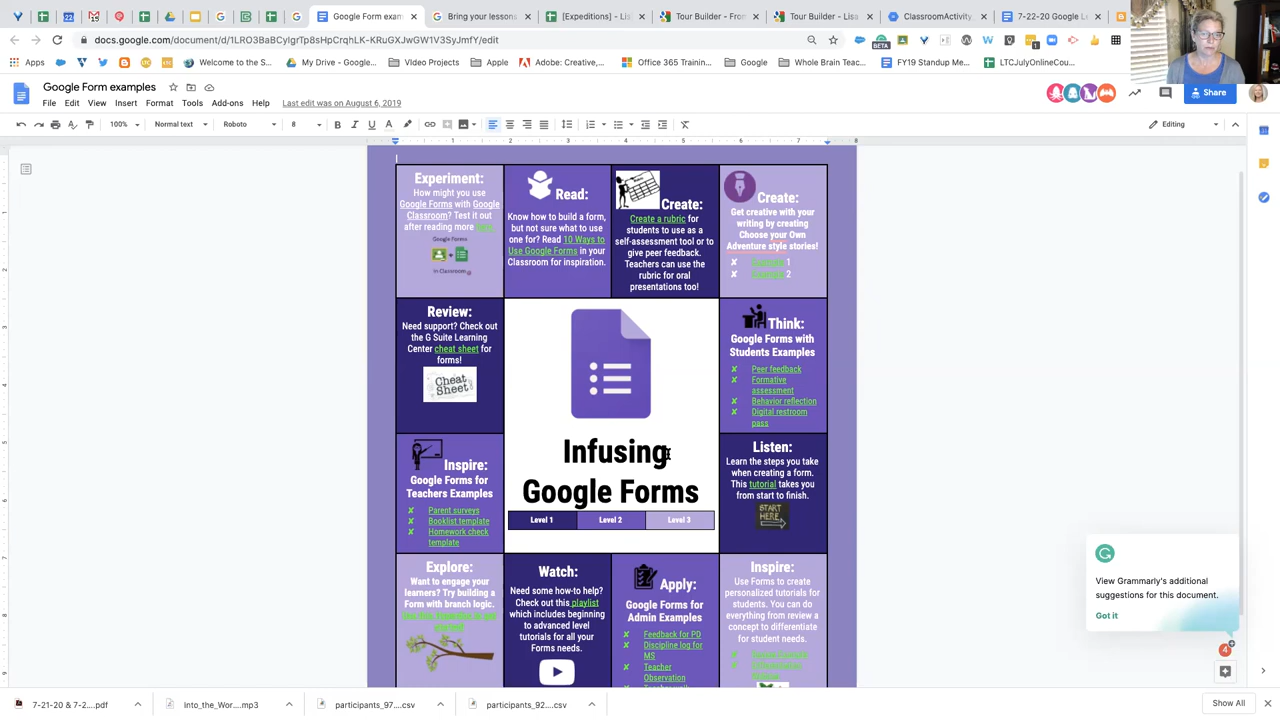 Google Form exam
Bring your lessons
[Expeditions] - Li
Tour Builder - Fron
Tour Builder - Lisa
ClassroomActivity
7-22-20 Google L
docs.google.com/document/d/1LRO3BaBCylgrTp8sHpCrqhLK-KRuGXJwGW1V3SvJHTY/edit
BETA
Apps
Welcome to the S...
My Drive - Google...
VIdeo Projects
Apple
Adobe: Creative,...
Office 365 Trainin...
Google
Whole Brain Teac...
FY19 Standup Me...
LTCJulyOnlineCou...
Google Form examples
File Edit View Insert Format Tools Add-ons Help Last edit was on August 6, 2019
Share
100% Normal text Roboto 8 B I U A Editing
Experiment:
How might you use
Google Forms with Google
Classroom? Test it out
after reading more
Google Forms
in Classroom
Read:
Know how to build a form,
but not sure what to use
one for? Read 10 Ways to
Use Google Forms in your
Classroom for inspiration.
Create:
Create a rubric for
students to use as a
self-assessment tool or to
give peer feedback.
Teachers can use the
rubric for oral
presentations too!
Create:
Get creative with your
writing by creating
Choose your Own
Adventure style stories!
1
2
Review:
Need support? Check out
the G Suite Learning
Center cheat sheet for
forms!
Cheat
Sheet
Infusing
Google Forms
Level 1 Level 2 Level 3
Think:
Google Forms with
Students Examples
Peer feedback
Formative
assessment
Behavior reflection
Digital restroom
pass
Inspire:
Google Forms for
Teachers Examples
Parent surveys
Booklist template
Homework check
template
Listen:
Learn the steps you take
when creating a form.
This tutorial takes you
from start to finish.
START
HERE
Explore:
Want to engage your
learners? Try building a
Form with branch logic.
Watch:
Need some how-to help?
Check out this playlist
which includes beginning
to advanced level
tutorials for all your
Forms needs.
Apply:
Google Forms for
Admin Examples
Feedback for PD
Discipline log for
MS
Teacher
Observation
Inspire:
Use Forms to create
personalized tutorials for
students. You can do
everything from review a
concept to differentiate
for student needs.
View Grammarly's additional
suggestions for this document.
Got it
4
7-21-20 & 7-2....pdf
Into_the_Wor....mp3
participants_97....csv
participants_92....csv
Show All